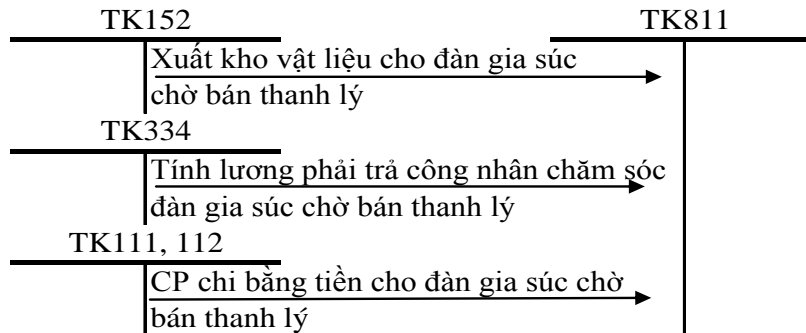 TK152
TK811
Xuất kho vật liệu cho đàn gia súc
chờ bán thanh lý
TK334
Tính lương phải trả công nhân chăm sóc
đàn gia súc chờ bán thanh lý
TK111, 112
CP chi bằng tiền cho đàn gia súc chờ
bán thanh lý